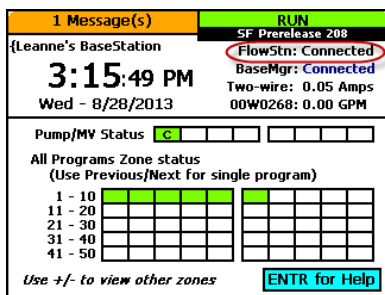 1 Message(s)
RUN
SF Prerelease 208
{Leanne's BaseStation
FlowStn: Connected
3:15:49 PM
BaseMgr: Connected
Two-wire: 0.05 Amps
Wed - 8/28/2013
00W0268: 0.00 GPM
Pump/MV Status C
All Programs Zone status
(Use Previous/Next for single program)
1 - 10
11 - 20
21 - 30
31 - 40
41 - 50
Use +/- to view other zones
ENTR for Help